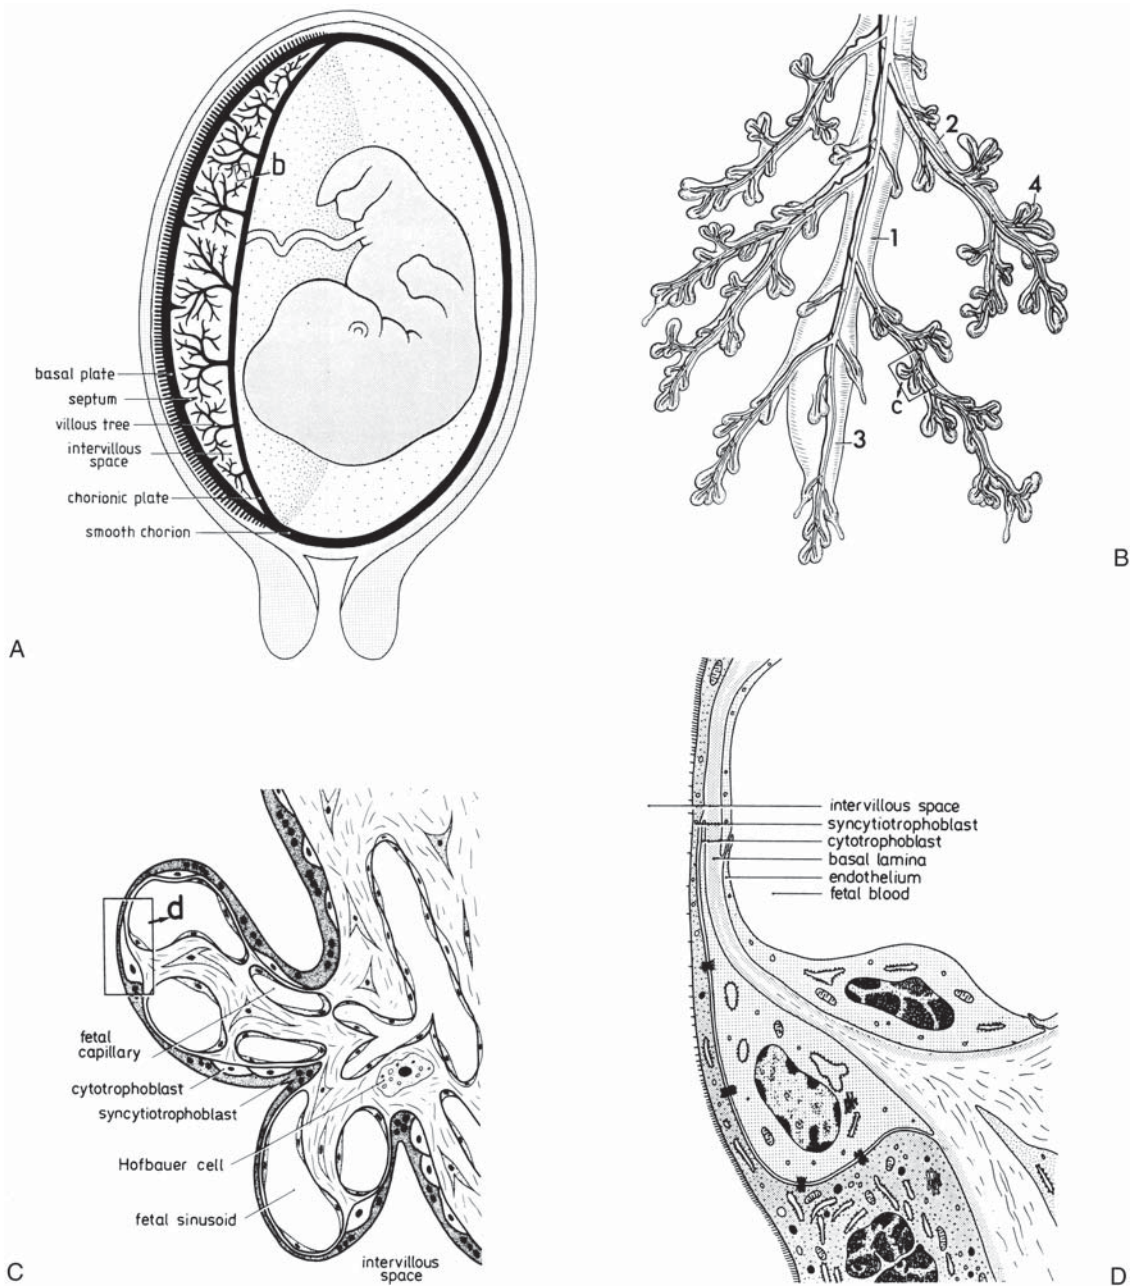 b
basal plate
septum
villous tree
intervillous
space
chorionic plate
smooth chorion
A
2
4
1
c
3
B
d
fetal
capillary
cytotrophoblast
syncytiotrophoblast
Hofbauer cell
fetal sinusoid
intervillous
space
C
intervillous space
syncytiotrophoblast
cytotrophoblast
basal lamina
endothelium
fetal blood
D